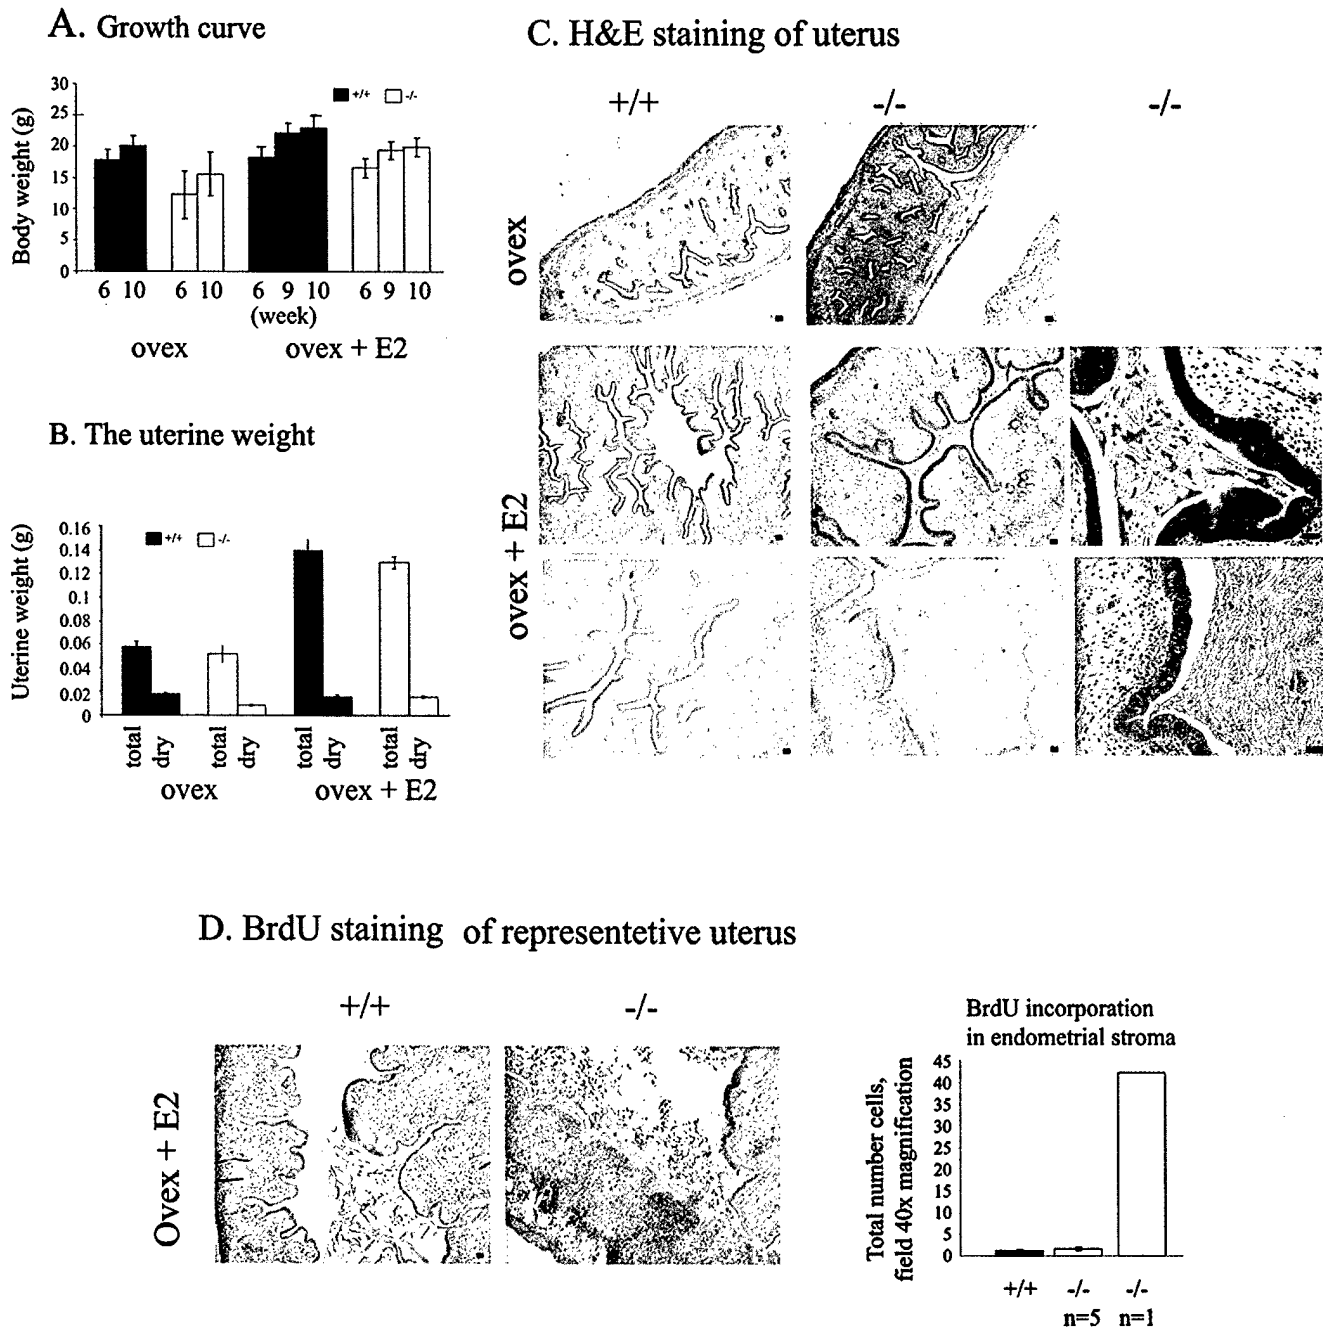 A. Growth curve
Body weight (g)
30
25
20
15
10
5
0
+/+ -/-
6 10 6 10 6 9 10 6 9 10
(week)
ovex ovex + E2
B. The uterine weight
Uterine weight (g)
0.16
0.14
0.12
0.1
0.08
0.06
0.04
0.02
0
+/+ -/-
total dry total dry total dry total dry
ovex ovex + E2
C. H&E staining of uterus
+/+ -/- -/-
ovex
ovex + E2
D. BrdU staining of representetive uterus
+/+ -/-
Ovex + E2
BrdU incorporation
in endometrial stroma
Total number cells,
field 40x magnification
45
40
35
30
25
20
15
10
5
0
+/+ -/- -/-
n=5 n=1